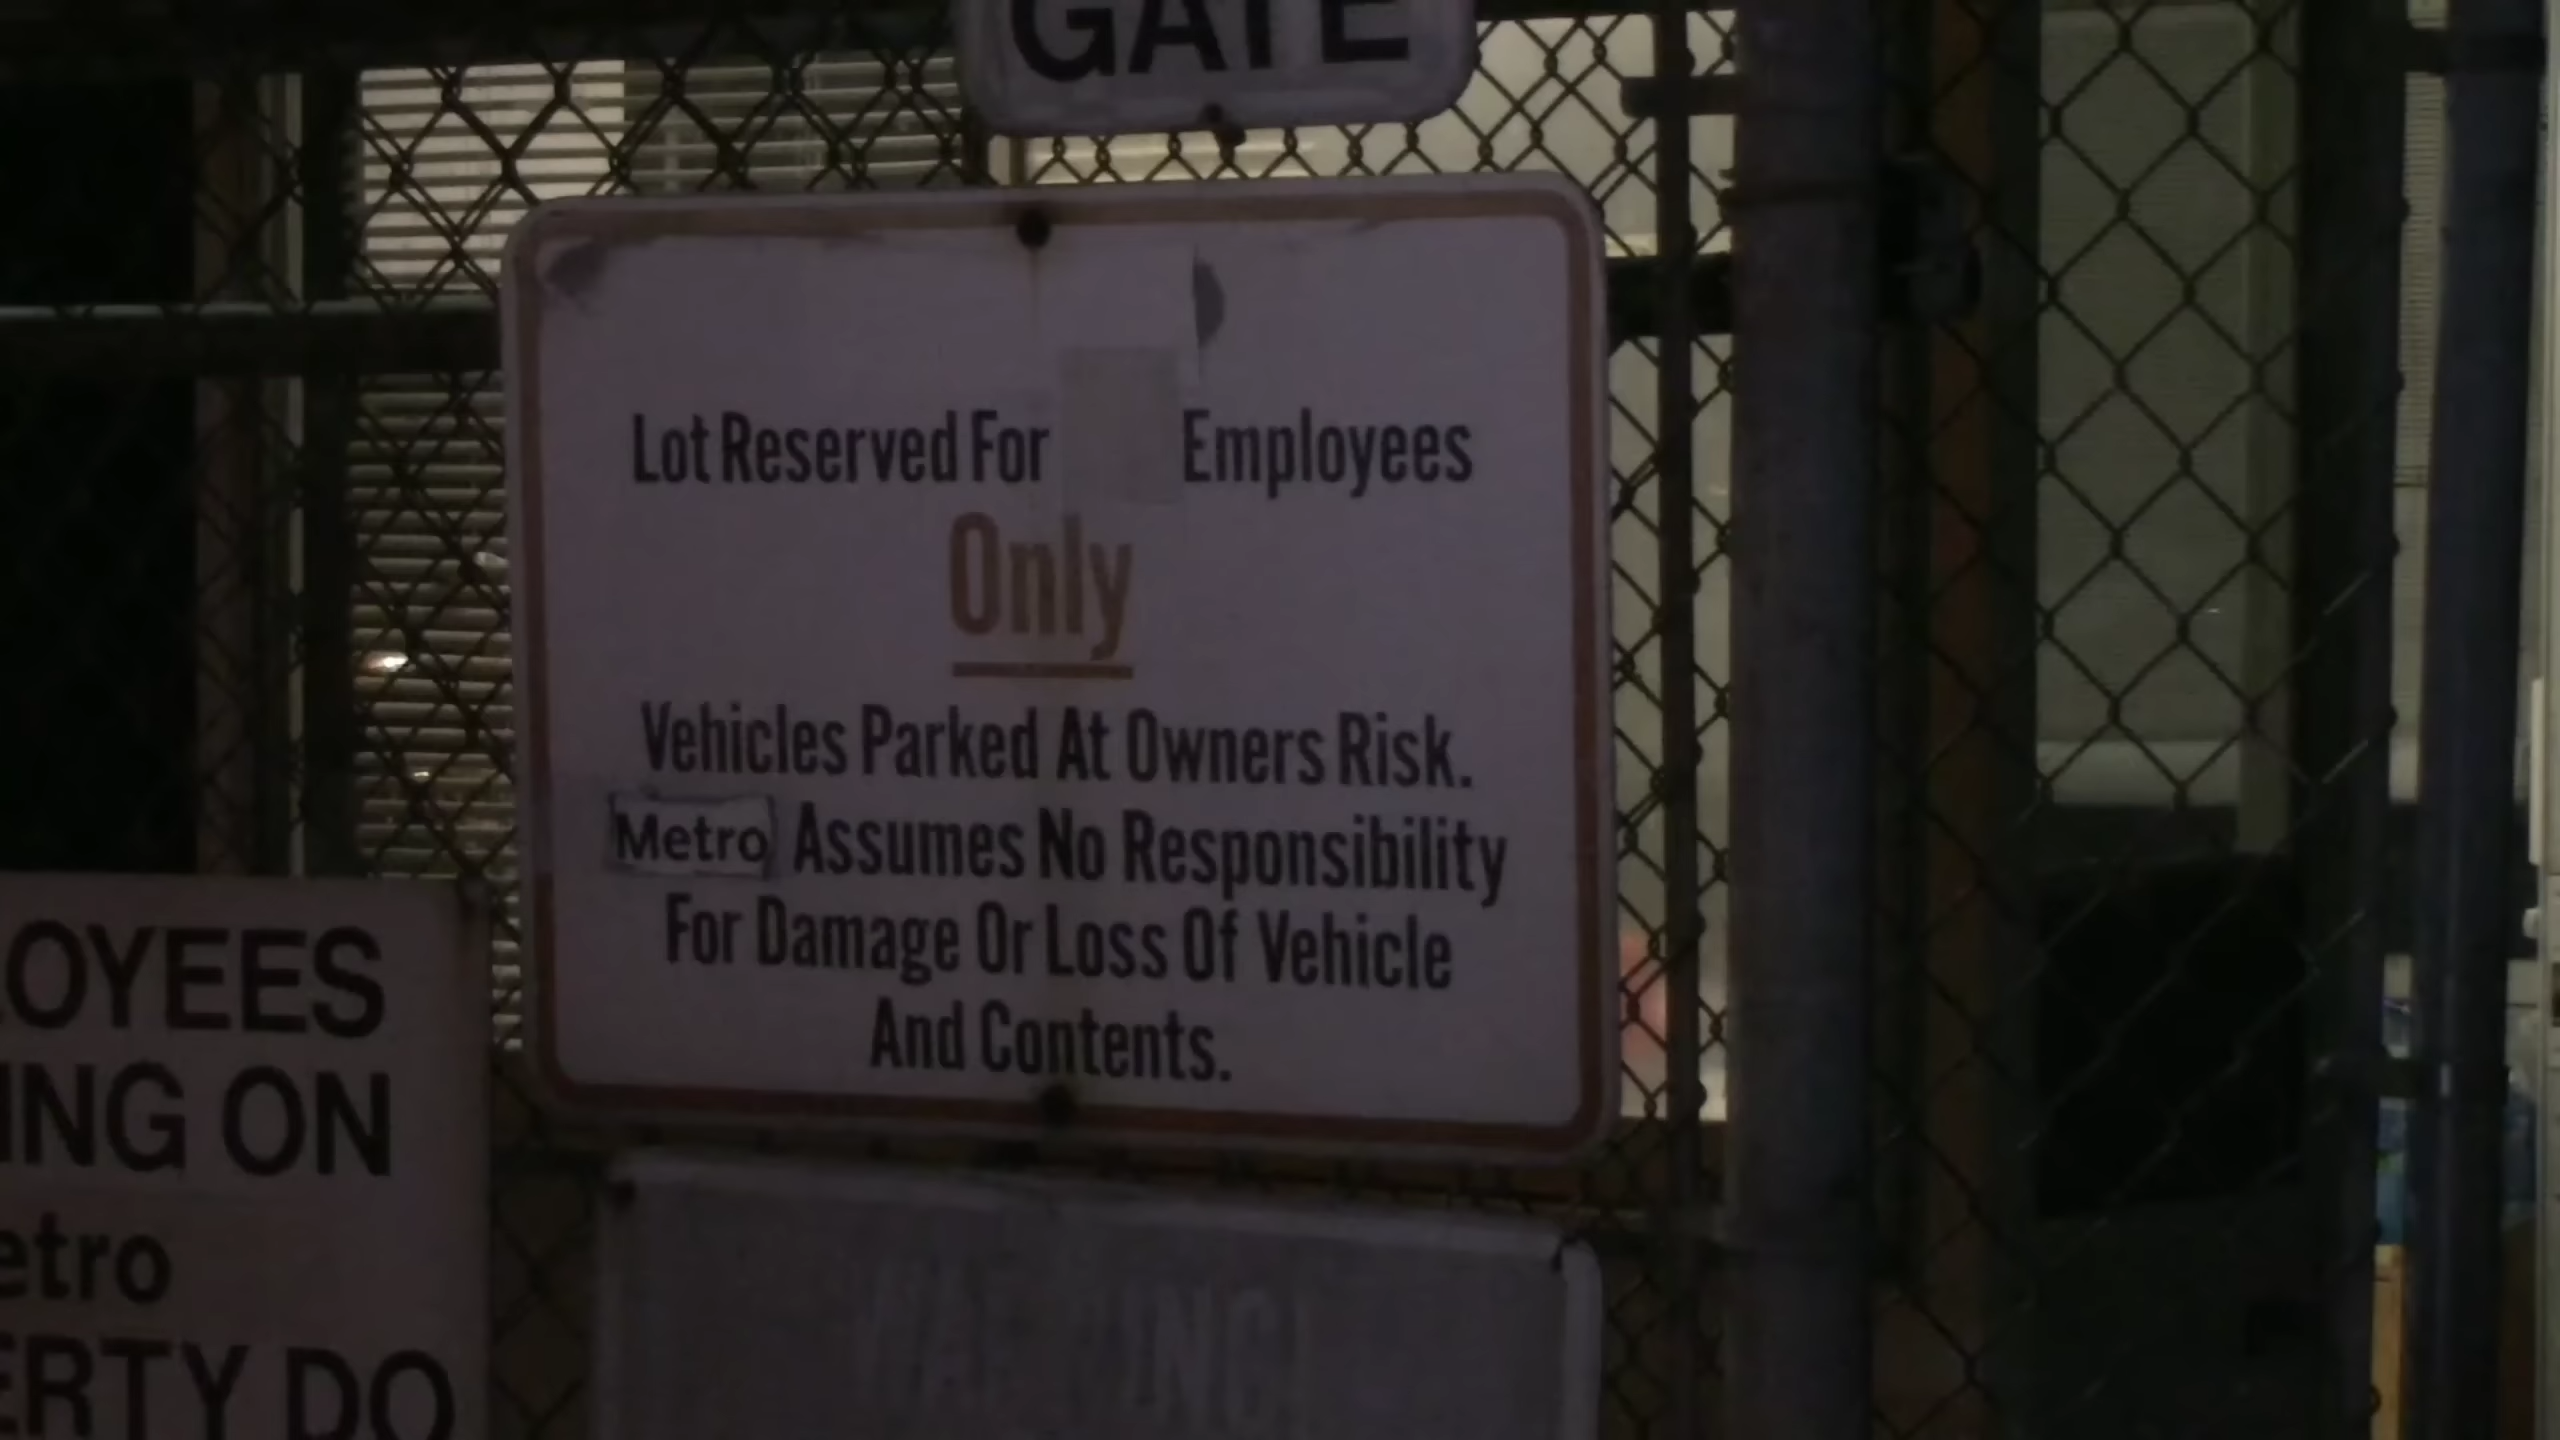 GATE
Lot Reserved For Employees
Only
Vehicles Parked At Owners Risk.
Metro Assumes No Responsibility
For Damage Or Loss Of Vehicle
And Contents.
OYEES
ING ON
etro
ERTY DO